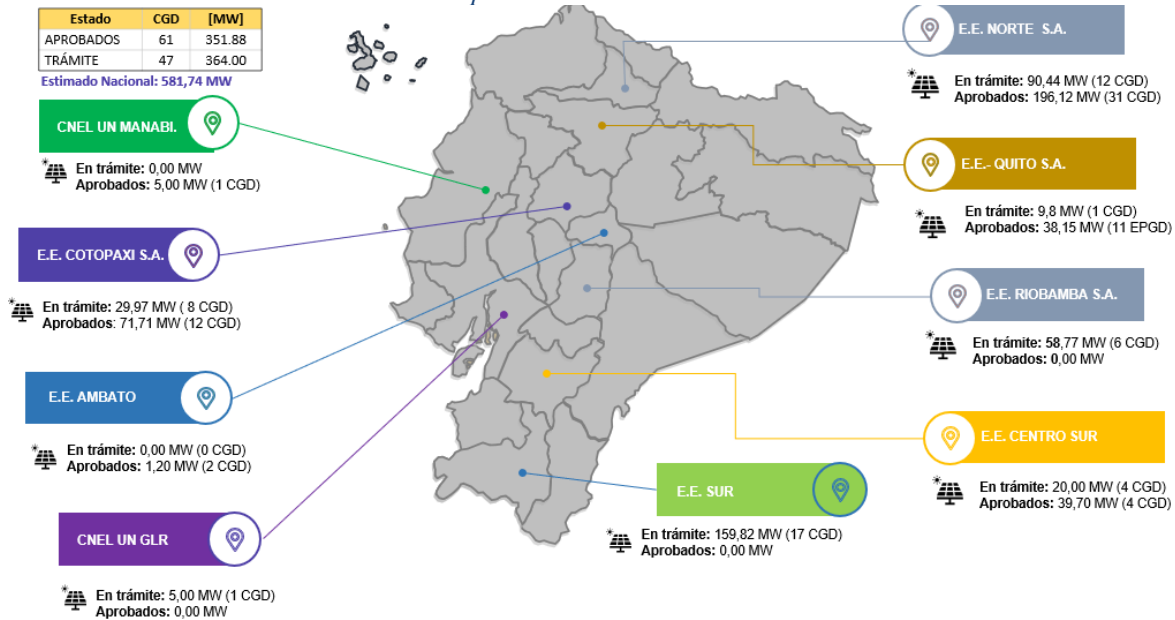 Estado CGD [MW]
APROBADOS 61 351.88
TRÁMITE 47 364.00
Estimado Nacional: 581,74 MW
CNEL UN MANABI.
En trámite: 0,00 MW
Aprobados: 5,00 MW (1 CGD)
E.E. COTOPAXI S.A.
En trámite: 29,97 MW ( 8 CGD)
Aprobados: 71,71 MW (12 CGD)
E.E. AMBATO
En trámite: 0,00 MW (0 CGD)
Aprobados: 1,20 MW (2 CGD)
CNEL UN GLR
En trámite: 5,00 MW (1 CGD)
Aprobados: 0,00 MW
E.E. NORTE S.A.
En trámite: 90,44 MW (12 CGD)
Aprobados: 196,12 MW (31 CGD)
E.E.- QUITO S.A.
En trámite: 9,8 MW (1 CGD)
Aprobados: 38,15 MW (11 EPGD)
E.E. RIOBAMBA S.A.
En trámite: 58,77 MW (6 CGD)
Aprobados: 0,00 MW
E.E. CENTRO SUR
En trámite: 20,00 MW (4 CGD)
Aprobados: 39,70 MW (4 CGD)
E.E. SUR
En trámite: 159,82 MW (17 CGD)
Aprobados: 0,00 MW